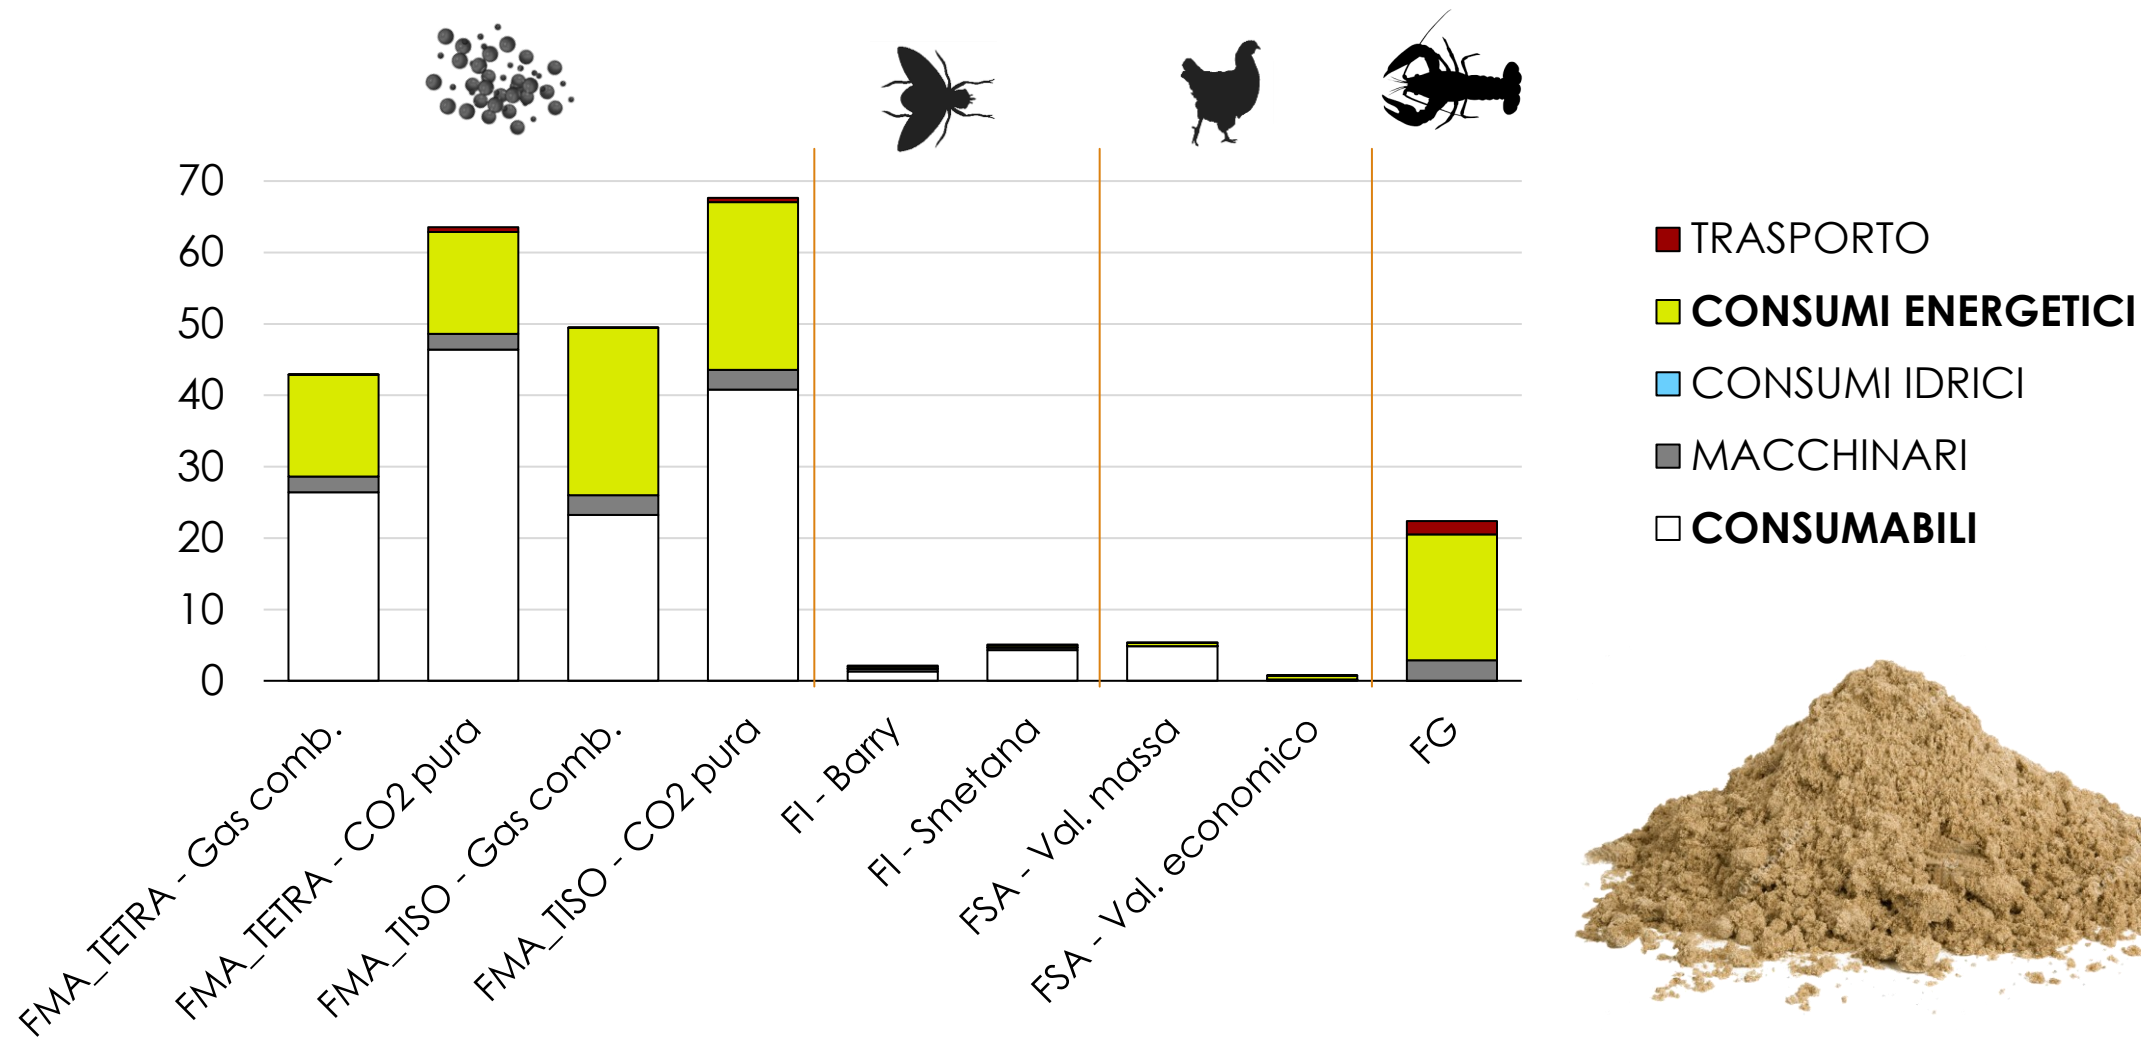 70
60
50
40
30
20
10
0
FMA_TETRA - Gas comb.
FMA_TETRA - CO2 pura
FMA_TISO - Gas comb.
FMA_TISO - CO2 pura
FI - Barry
FI - Smetana
FSA - Val. massa
FSA - Val. economico
FG
TRASPORTO
CONSUMI ENERGETICI
CONSUMI IDRICI
MACCHINARI
CONSUMABILI